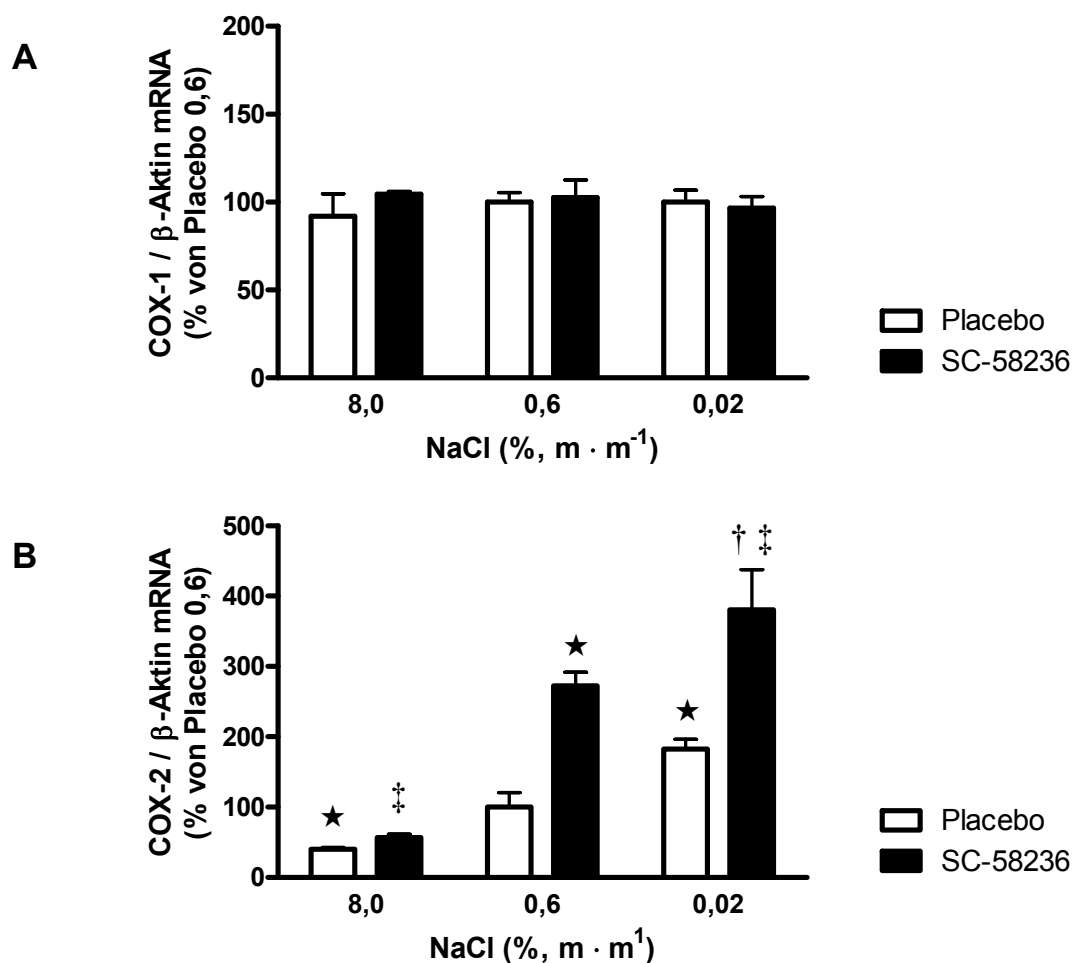 A
COX-1 / β-Aktin mRNA
(% von Placebo 0,6)
200
150
100
50
0
8,0 0,6 0,02
NaCl (%, m · m⁻¹)
Placebo
SC-58236
B
COX-2 / β-Aktin mRNA
(% von Placebo 0,6)
500
400
300
200
100
0
★ ‡ ★ ★ † ‡
8,0 0,6 0,02
NaCl (%, m · m¹)
Placebo
SC-58236